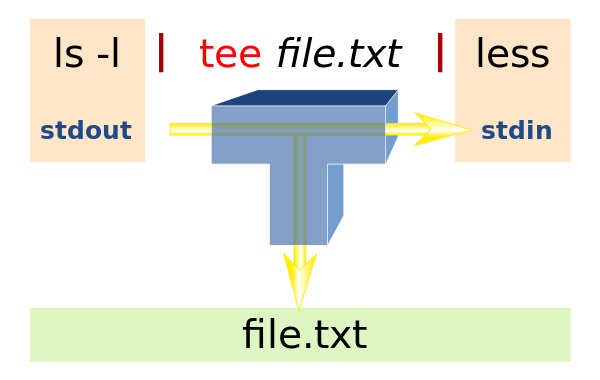 ls -l | tee file.txt | less
stdout stdin
file.txt